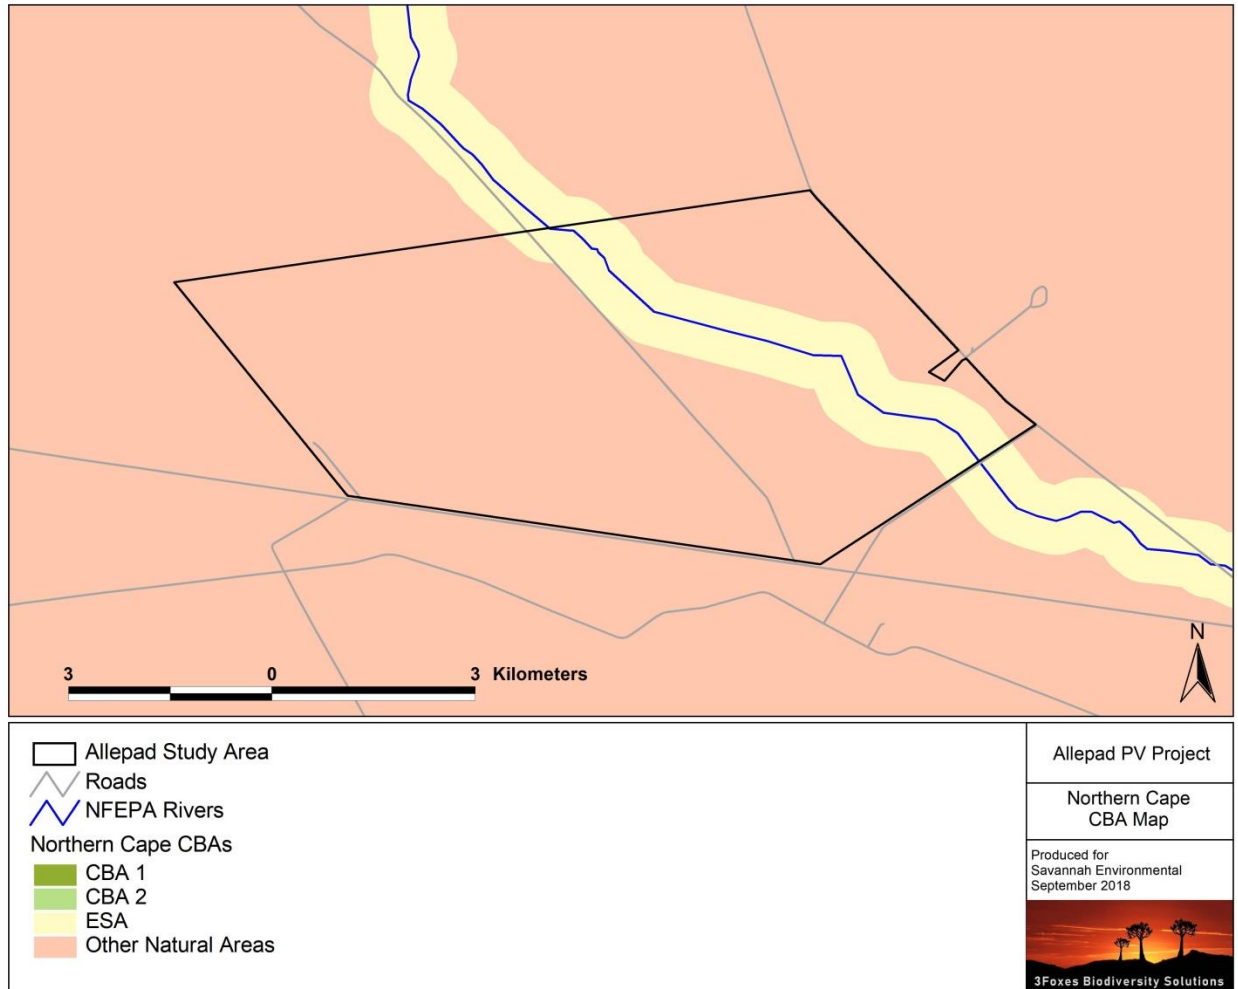 N
3 0 3 Kilometers
Allepad Study Area
Roads
NFEPA Rivers
Northern Cape CBAs
CBA 1
CBA 2
ESA
Other Natural Areas
Allepad PV Project
Northern Cape
CBA Map
Produced for
Savannah Environmental
September 2018
3Foxes Biodiversity Solutions